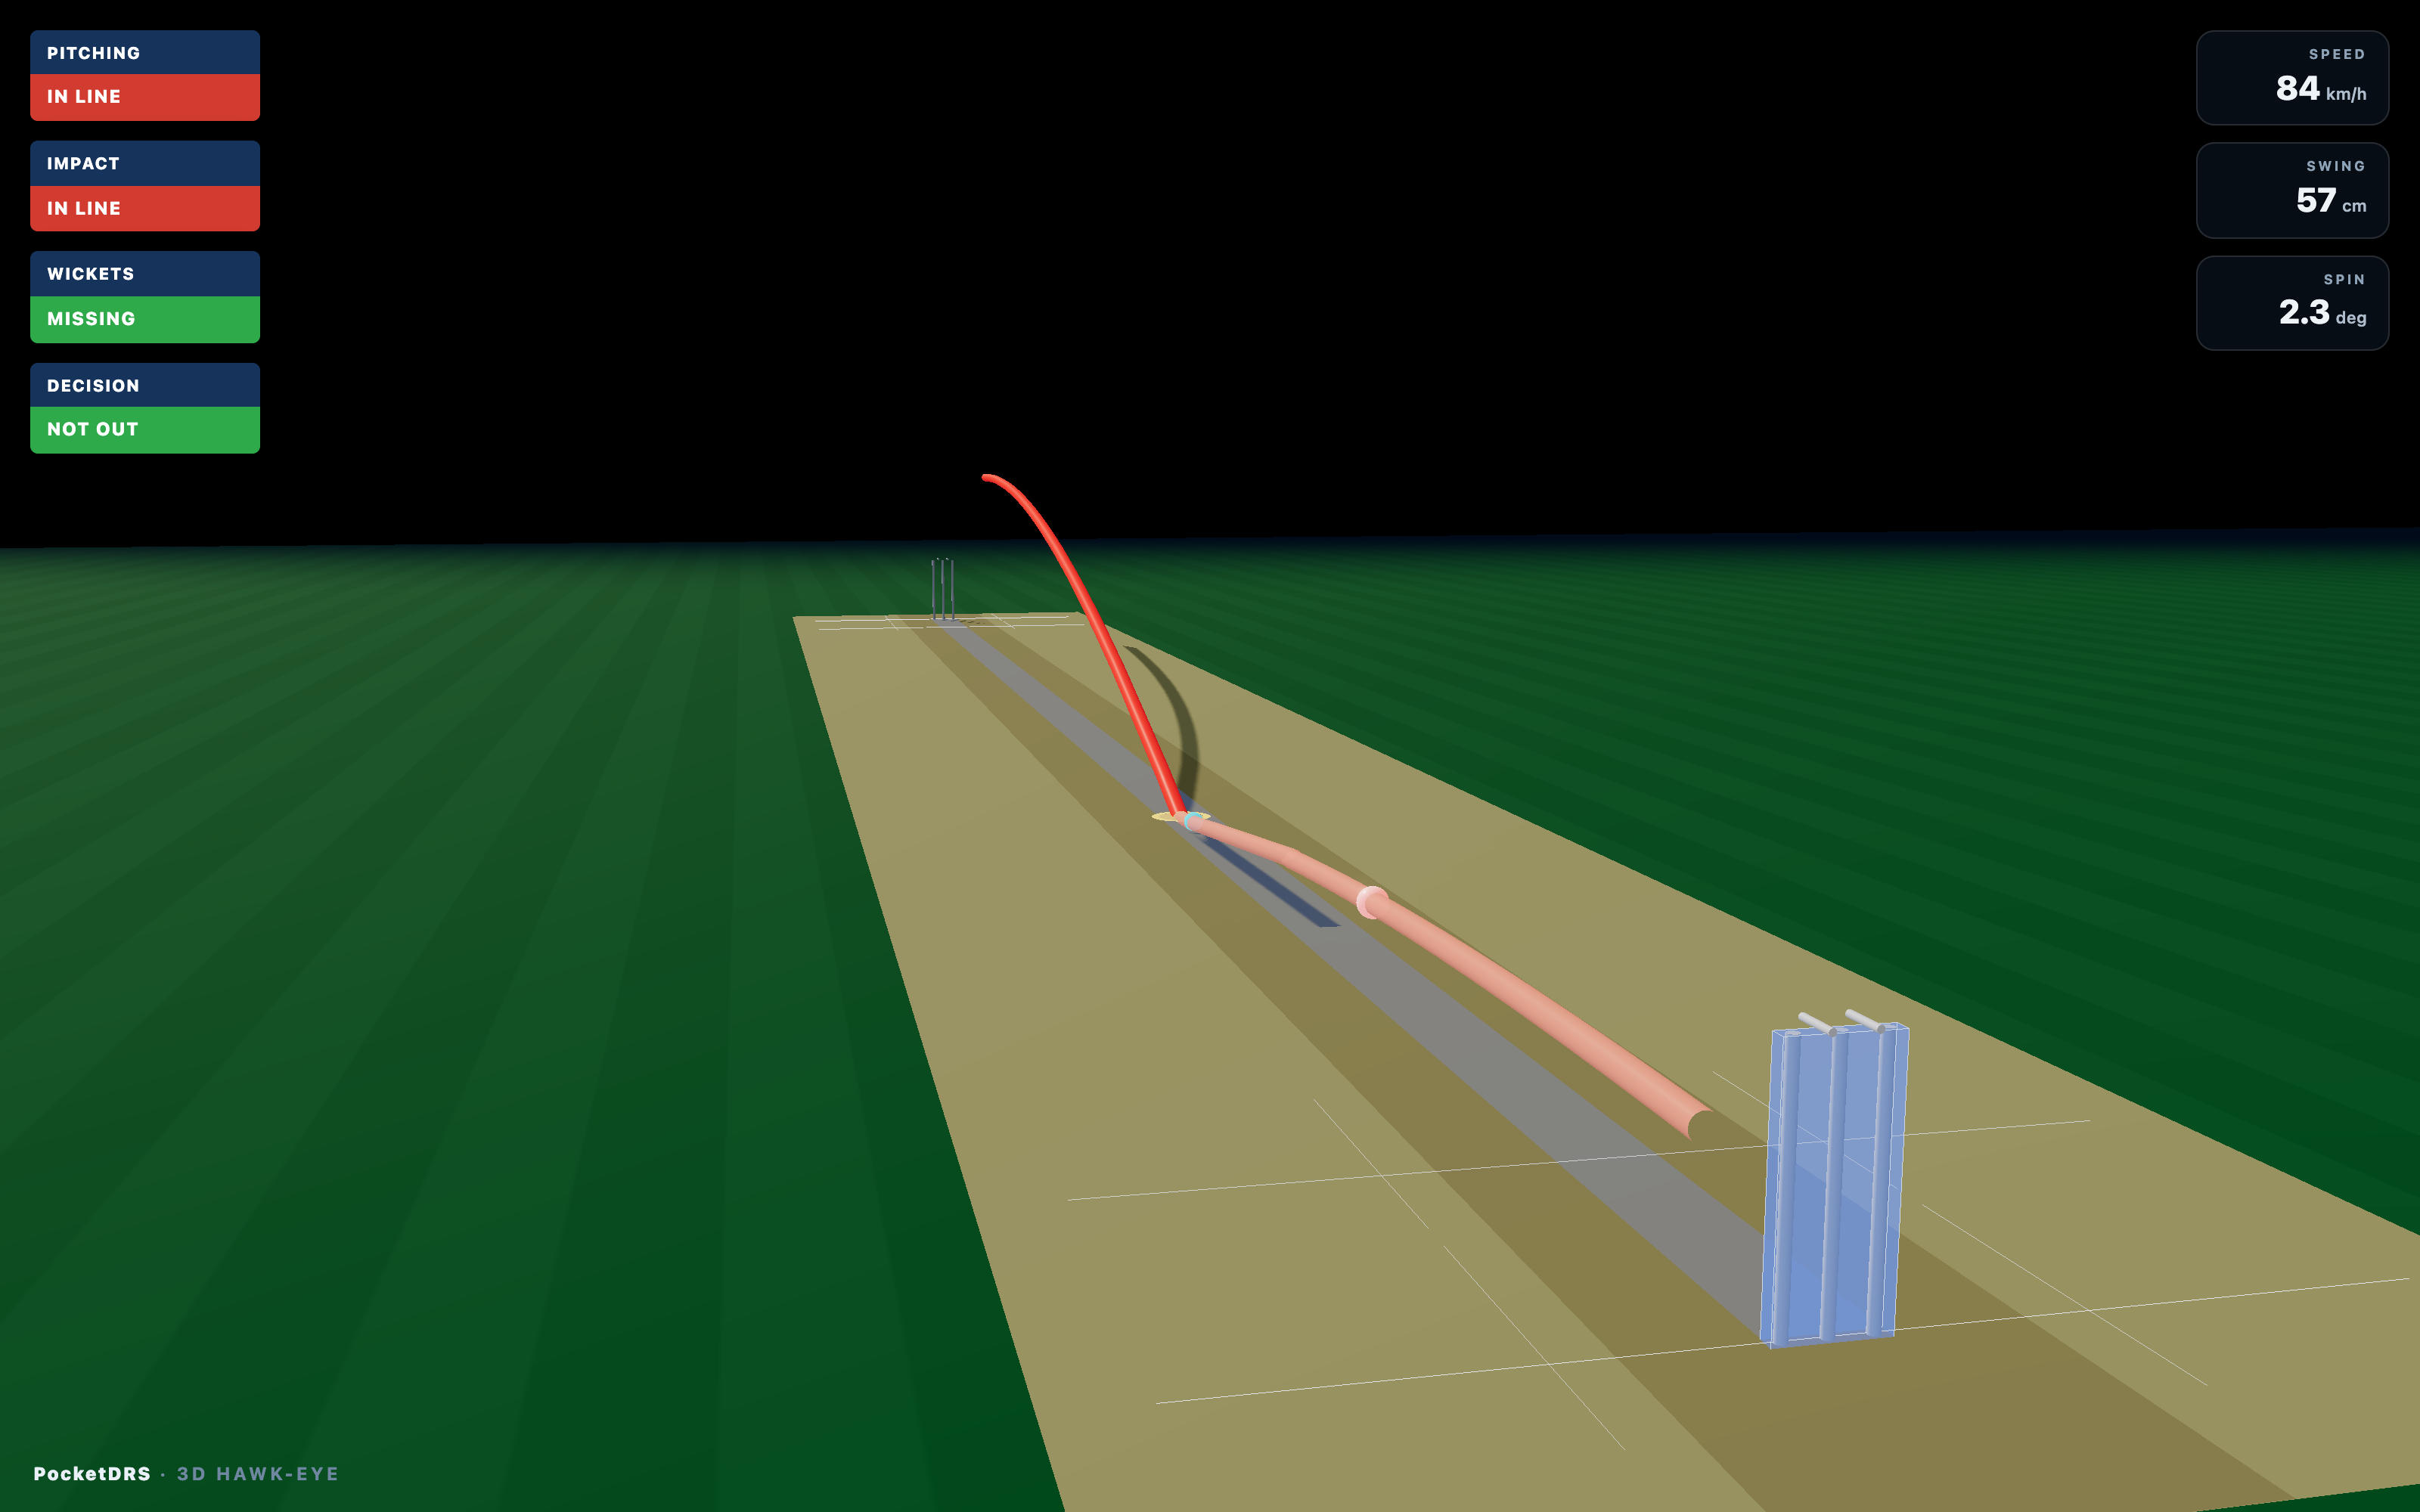 PITCHING
IN LINE
IMPACT
IN LINE
WICKETS
MISSING
DECISION
NOT OUT
SPEED
84 km/h
SWING
57 cm
SPIN
2.3 deg
PocketDRS · 3D HAWK-EYE